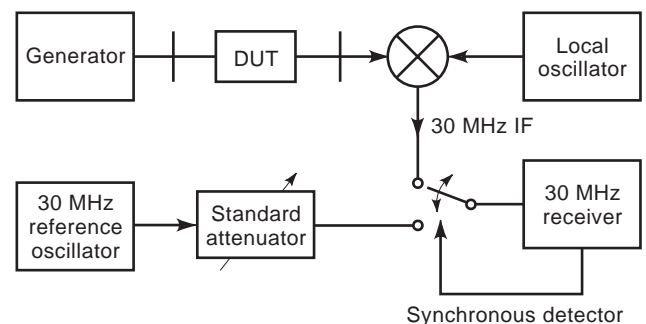 Generator
DUT
Local
oscillator
30 MHz IF
30 MHz
reference
oscillator
Standard
attenuator
30 MHz
receiver
Synchronous detector